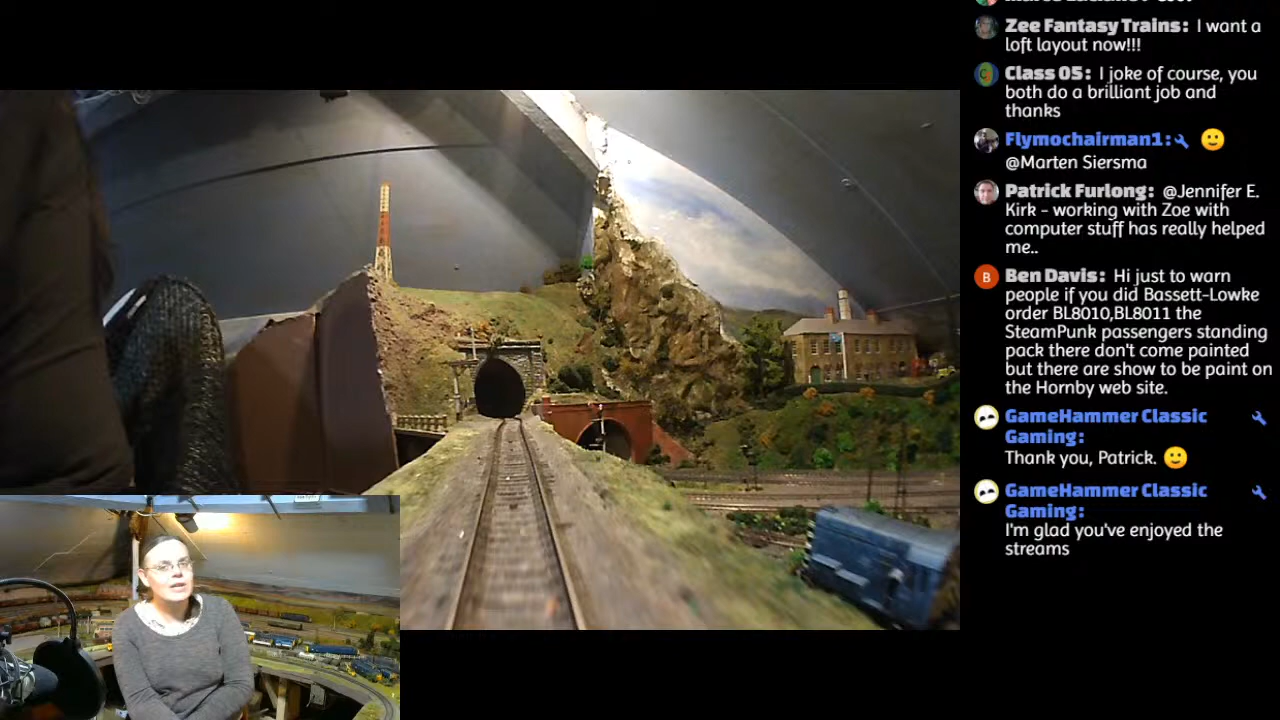 Zee Fantasy Trains: I want a
loft layout now!!!
Class 05: I joke of course, you
both do a brilliant job and
thanks
Flymochairman1:
@Marten Siersma
Patrick Furlong: @Jennifer E.
Kirk - working with Zoe with
computer stuff has really helped
me..
B Ben Davis: Hi just to warn
people if you did Bassett-Lowke
order BL8010,BL8011 the
SteamPunk passengers standing
pack there don't come painted
but there are show to be paint on
the Hornby web site.
GameHammer Classic
Gaming:
Thank you, Patrick.
GameHammer Classic
Gaming:
I'm glad you've enjoyed the
streams